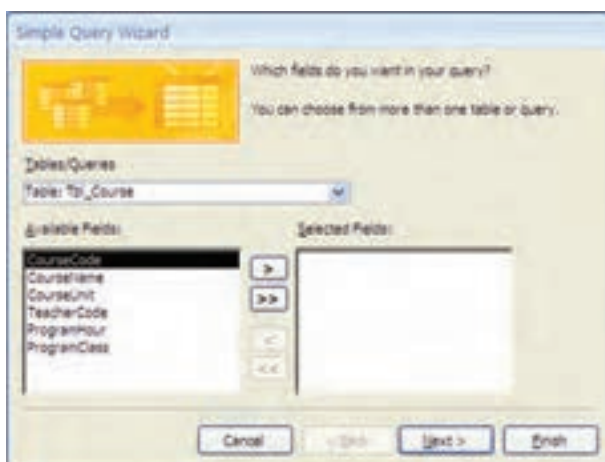 Simple Query Wizard
Which fields do you want in your query?
You can choose from more than one table or query.
Tables/Queries
Table: Tbl_Course
Available Fields:
Selected Fields:
CourseCode
CourseName
CourseUnit
TeacherCode
ProgramHour
ProgramClass
>
>>
<
<<
Cancel
< Back
Next >
Finish